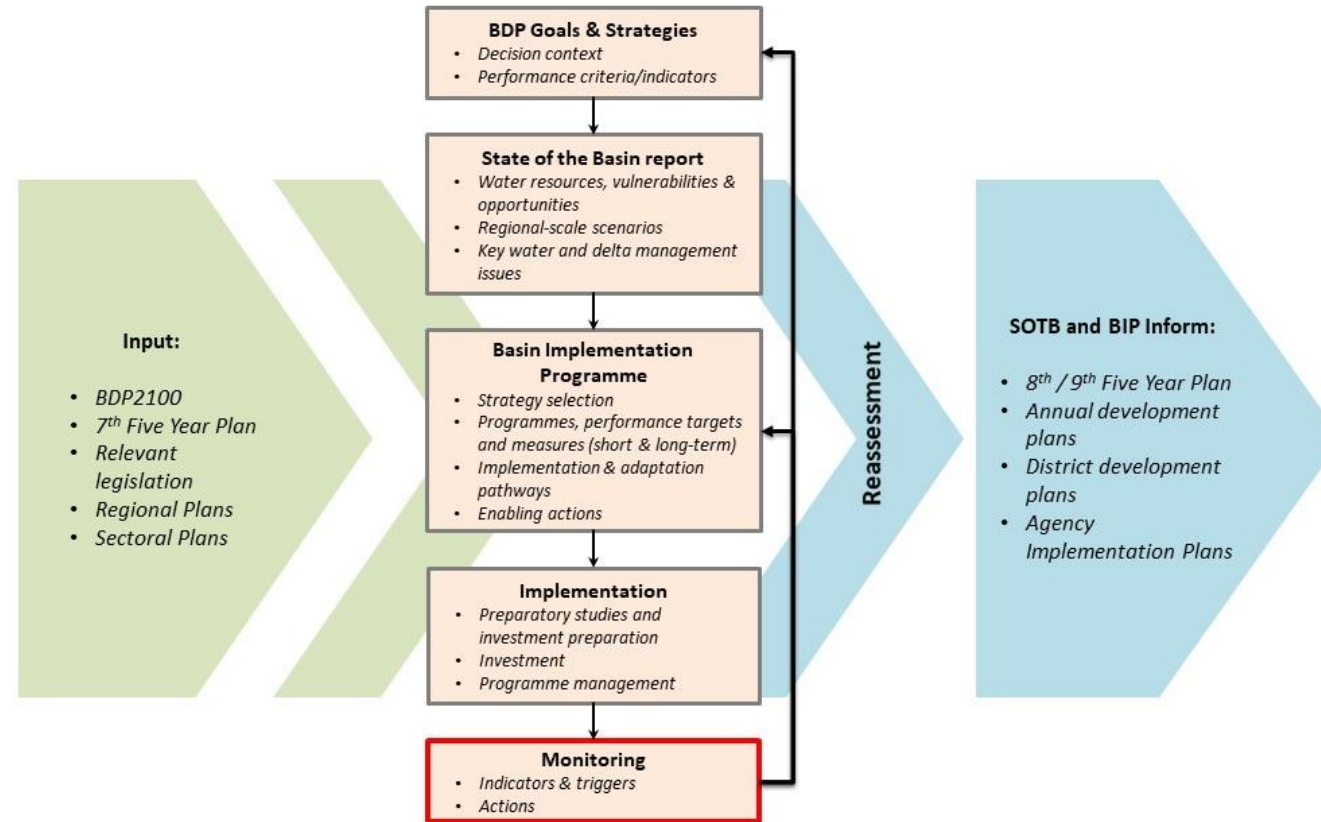 BDP Goals & Strategies
• Decision context
• Performance criteria/indicators
State of the Basin report
• Water resources, vulnerabilities &
opportunities
• Regional-scale scenarios
• Key water and delta management
issues
Input:
• BDP2100
• 7th Five Year Plan
• Relevant
legislation
• Regional Plans
• Sectoral Plans
Basin Implementation
Programme
• Strategy selection
• Programmes, performance targets
and measures (short & long-term)
• Implementation & adaptation
pathways
• Enabling actions
Reassessment
SOTB and BIP Inform:
• 8th / 9th Five Year Plan
• Annual development
plans
• District development
plans
• Agency
Implementation Plans
Implementation
• Preparatory studies and
investment preparation
• Investment
• Programme management
Monitoring
• Indicators & triggers
• Actions